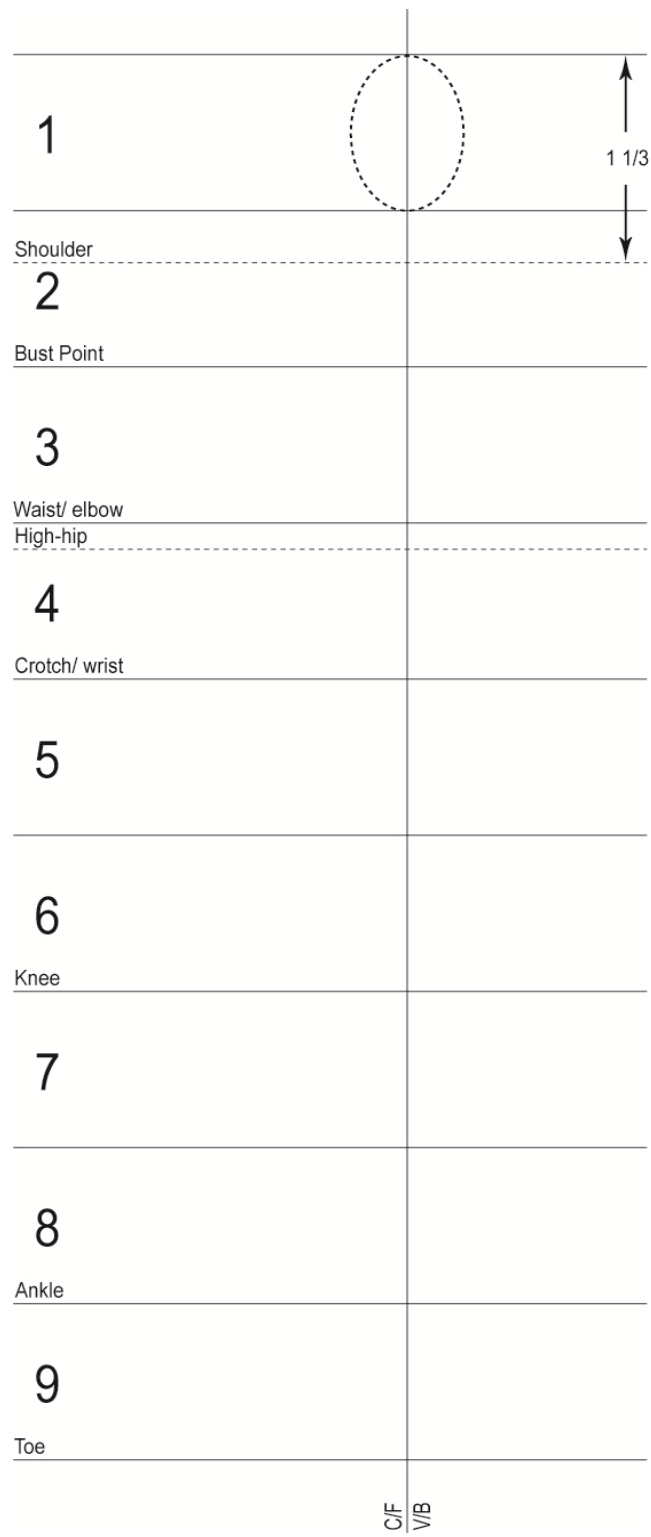 1
1 1/3
Shoulder
2
Bust Point
3
Waist/ elbow
High-hip
4
Crotch/ wrist
5
6
Knee
7
8
Ankle
9
Toe
C/F
V/B